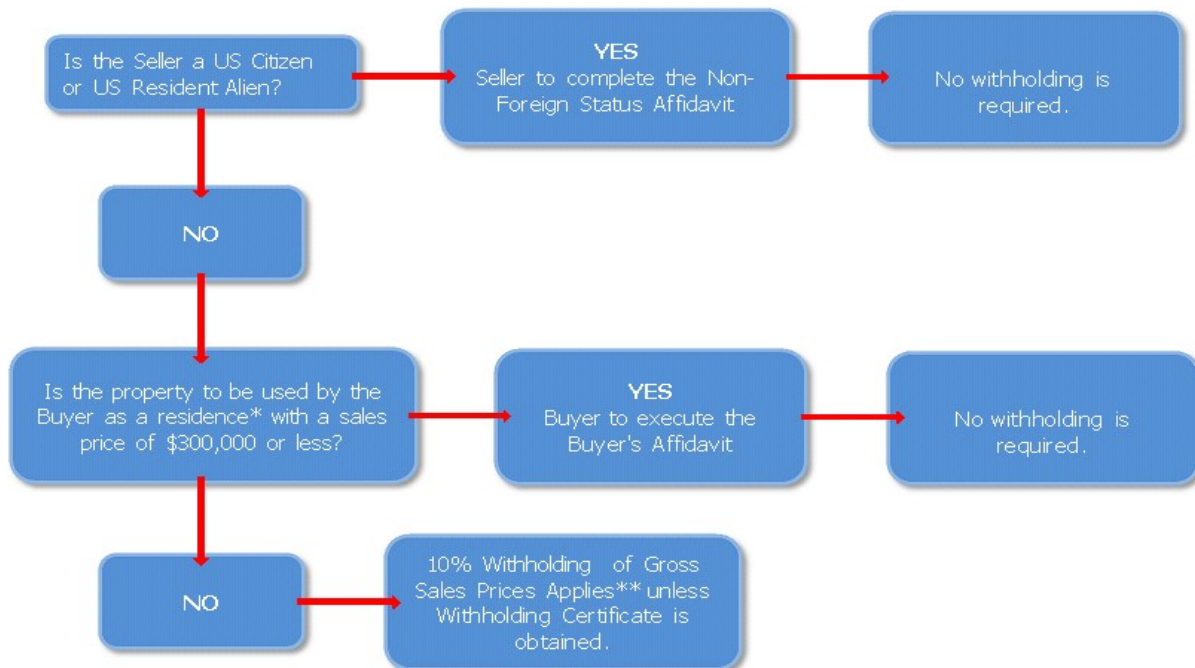 Is the Seller a US Citizen
or US Resident Alien?
YES
Seller to complete the Non-
Foreign Status Affidavit
No withholding is
required.
NO
Is the property to be used by the
Buyer as a residence* with a sales
price of $300,000 or less?
YES
Buyer to execute the
Buyer's Affidavit
No withholding is
required.
NO
10% Withholding of Gross
Sales Prices Applies** unless
Withholding Certificate is
obtained.